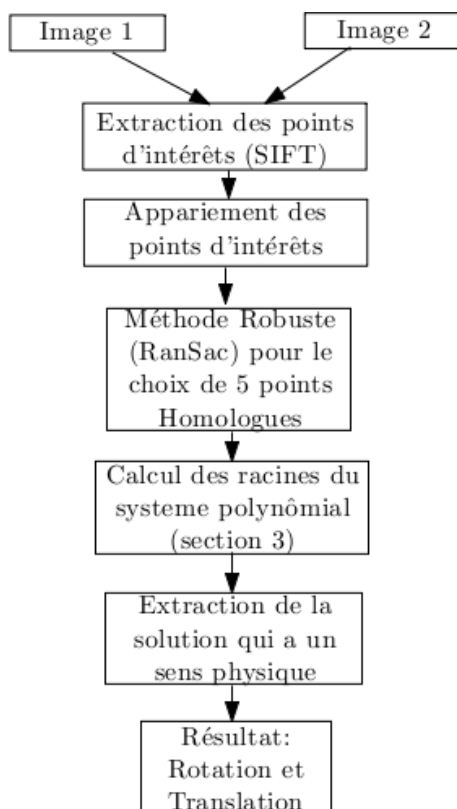 Image 1
Image 2
Extraction des points
d'intérêts (SIFT)
Appariement des
points d'intérêts
Méthode Robuste
(RanSac) pour le
choix de 5 points
Homologues
Calcul des racines du
systeme polynômial
(section 3)
Extraction de la
solution qui a un
sens physique
Résultat:
Rotation et
Translation